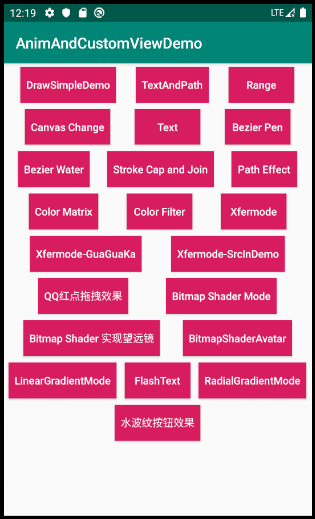 12:19 LTE
AnimAndCustomViewDemo
DrawSimpleDemo TextAndPath Range
Canvas Change Text Bezier Pen
Bezier Water Stroke Cap and Join Path Effect
Color Matrix Color Filter Xfermode
Xfermode-GuaGuaKa Xfermode-SrcInDemo
QQ红点拖拽效果 Bitmap Shader Mode
Bitmap Shader 实现望远镜 BitmapShaderAvatar
LinearGradientMode FlashText RadialGradientMode
水波纹按钮效果